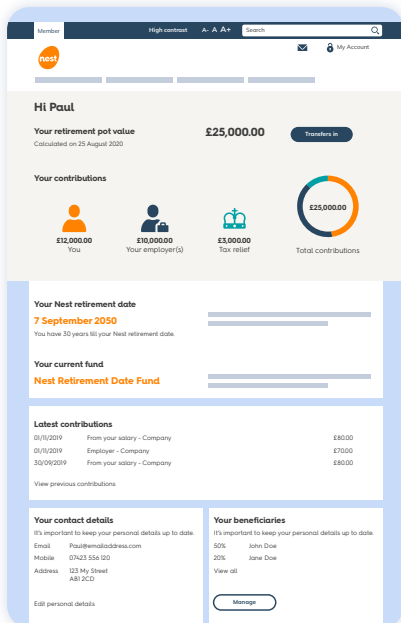 Member
High contrast
A- A A+
Search
nest
My Account
Hi Paul
Your retirement pot value
£25,000.00
Transfers in
Calculated on 25 August 2020
Your contributions
£25,000.00
£12,000.00
£10,000.00
£3,000.00
You
Your employer(s)
Tax relief
Total contributions
Your Nest retirement date
7 September 2050
You have 30 years till your Nest retirement date.
Your current fund
Nest Retirement Date Fund
Latest contributions
01/11/2019 From your salary - Company £80.00
01/11/2019 Employer - Company £70.00
30/09/2019 From your salary - Company £80.00
View previous contributions
Your contact details
It's important to keep your personal details up to date.
Email Paul@emailaddress.com
Mobile 07423 556 120
Address 123 My Street
AB1 2CD
Edit personal details
Your beneficiaries
It's important to keep your personal details up to date.
50% John Doe
20% Jane Doe
View all
Manage